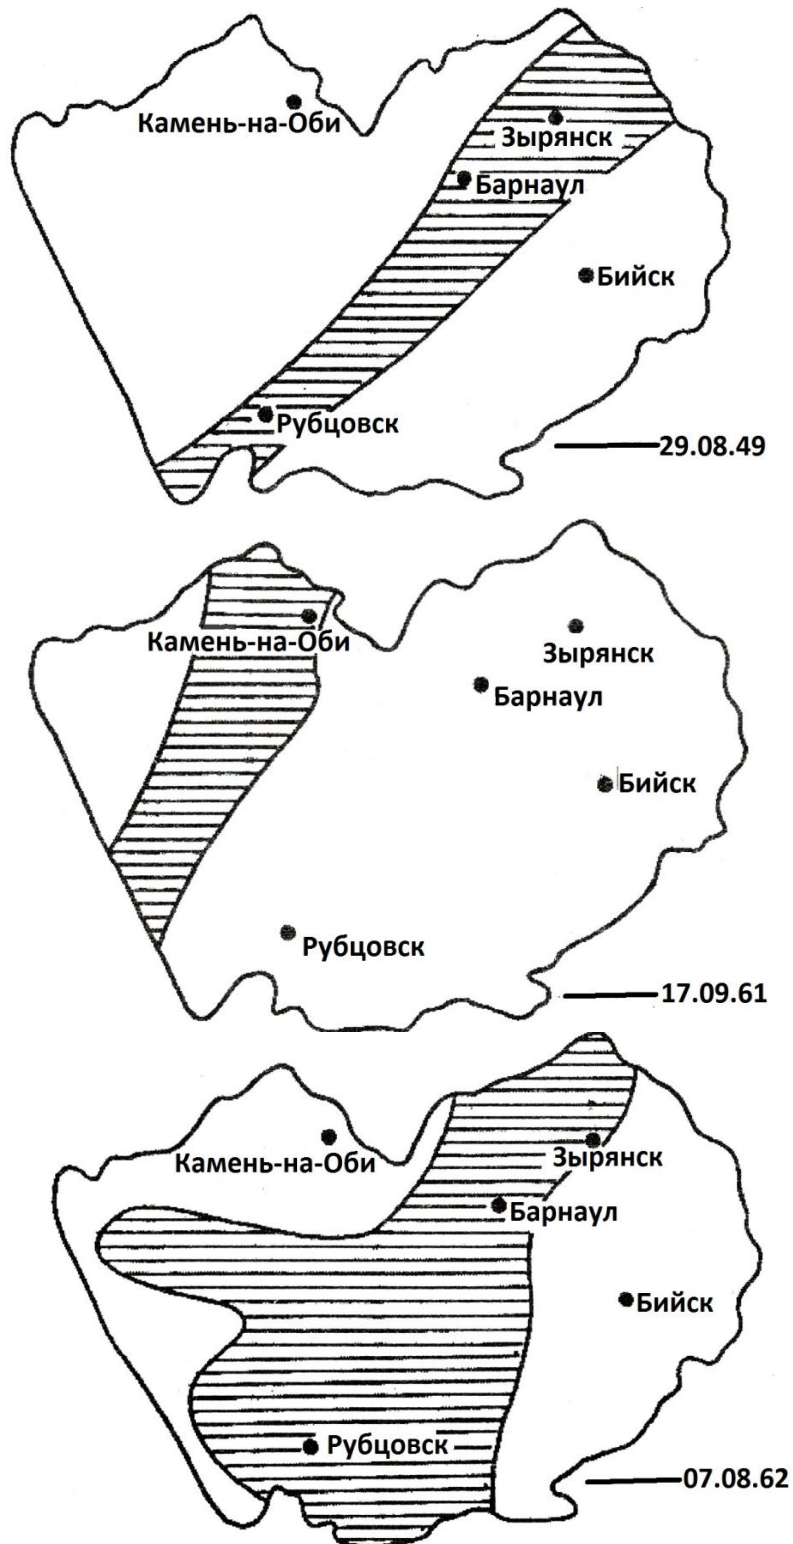 Камень-на-Оби
Зырянск
Барнаул
Бийск
Рубцовск
29.08.49
Камень-на-Оби
Зырянск
Барнаул
Бийск
Рубцовск
17.09.61
Камень-на-Оби
Зырянск
Барнаул
Бийск
Рубцовск
07.08.62